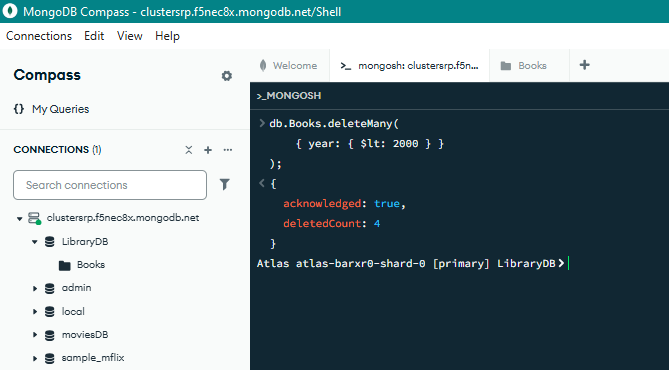 MongoDB Compass - clustersrp.f5nec8x.mongodb.net/Shell
Connections Edit View Help
Compass
{} My Queries
CONNECTIONS (1)
Search connections
clustersrp.f5nec8x.mongodb.net
LibraryDB
Books
admin
local
moviesDB
sample_mflix
Welcome
>_ mongosh: clustersrp.f5n...
Books
>_MONGOSH
> db.Books.deleteMany(
{ year: { $lt: 2000 } }
);
< {
acknowledged: true,
deletedCount: 4
}
Atlas atlas-barxr0-shard-0 [primary] LibraryDB>